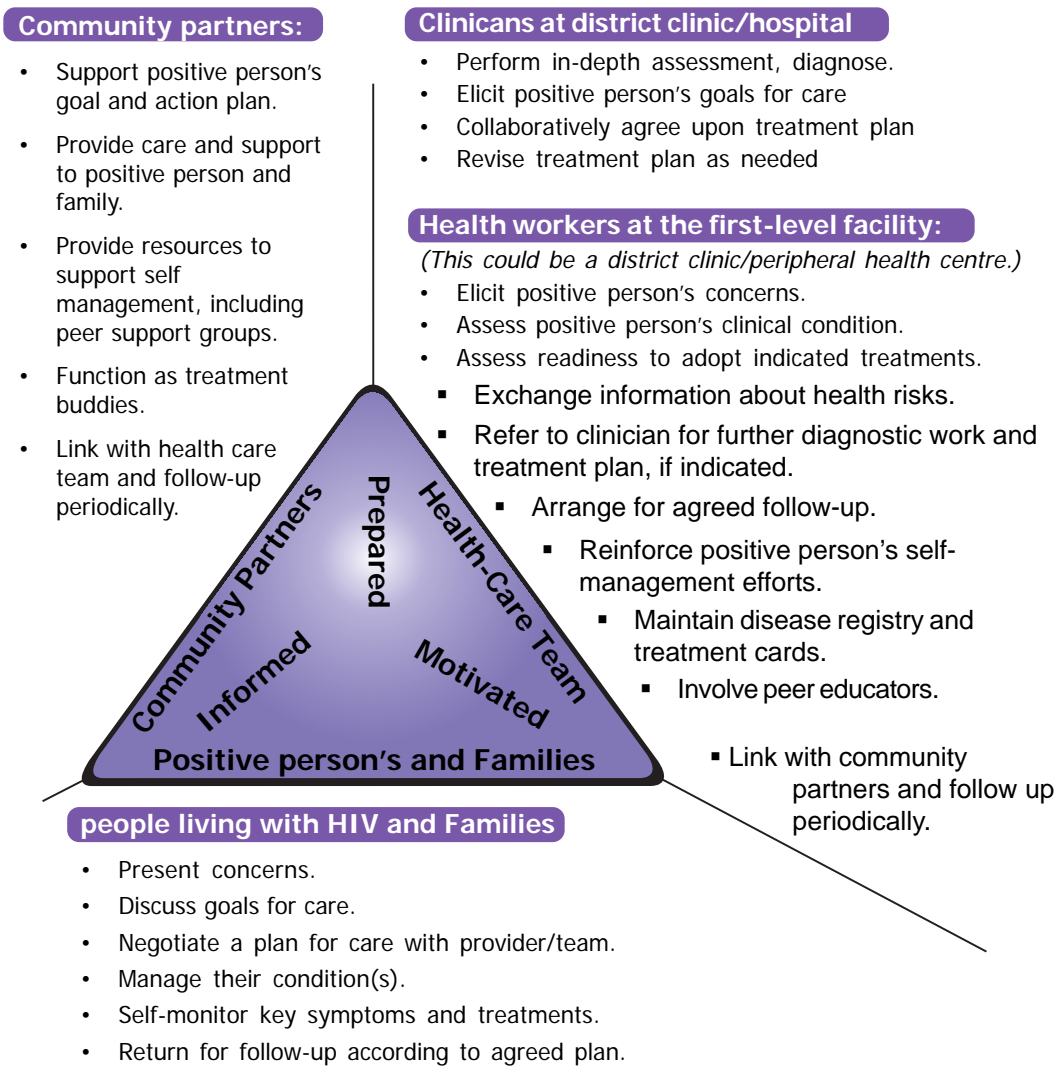 Community partners:
• Support positive person's
goal and action plan.
• Provide care and support
to positive person and
family.
• Provide resources to
support self
management, including
peer support groups.
• Function as treatment
buddies.
• Link with health care
team and follow-up
periodically.
Clinicans at district clinic/hospital
• Perform in-depth assessment, diagnose.
• Elicit positive person's goals for care
• Collaboratively agree upon treatment plan
• Revise treatment plan as needed
Health workers at the first-level facility:
(This could be a district clinic/peripheral health centre.)
• Elicit positive person's concerns.
• Assess positive person's clinical condition.
• Assess readiness to adopt indicated treatments.
▪ Exchange information about health risks.
▪ Refer to clinician for further diagnostic work and
treatment plan, if indicated.
▪ Arrange for agreed follow-up.
▪ Reinforce positive person's self-
management efforts.
▪ Maintain disease registry and
treatment cards.
▪ Involve peer educators.
▪ Link with community
partners and follow up
periodically.
Community Partners
Prepared
Health-Care Team
Informed
Motivated
Positive person's and Families
people living with HIV and Families
• Present concerns.
• Discuss goals for care.
• Negotiate a plan for care with provider/team.
• Manage their condition(s).
• Self-monitor key symptoms and treatments.
• Return for follow-up according to agreed plan.